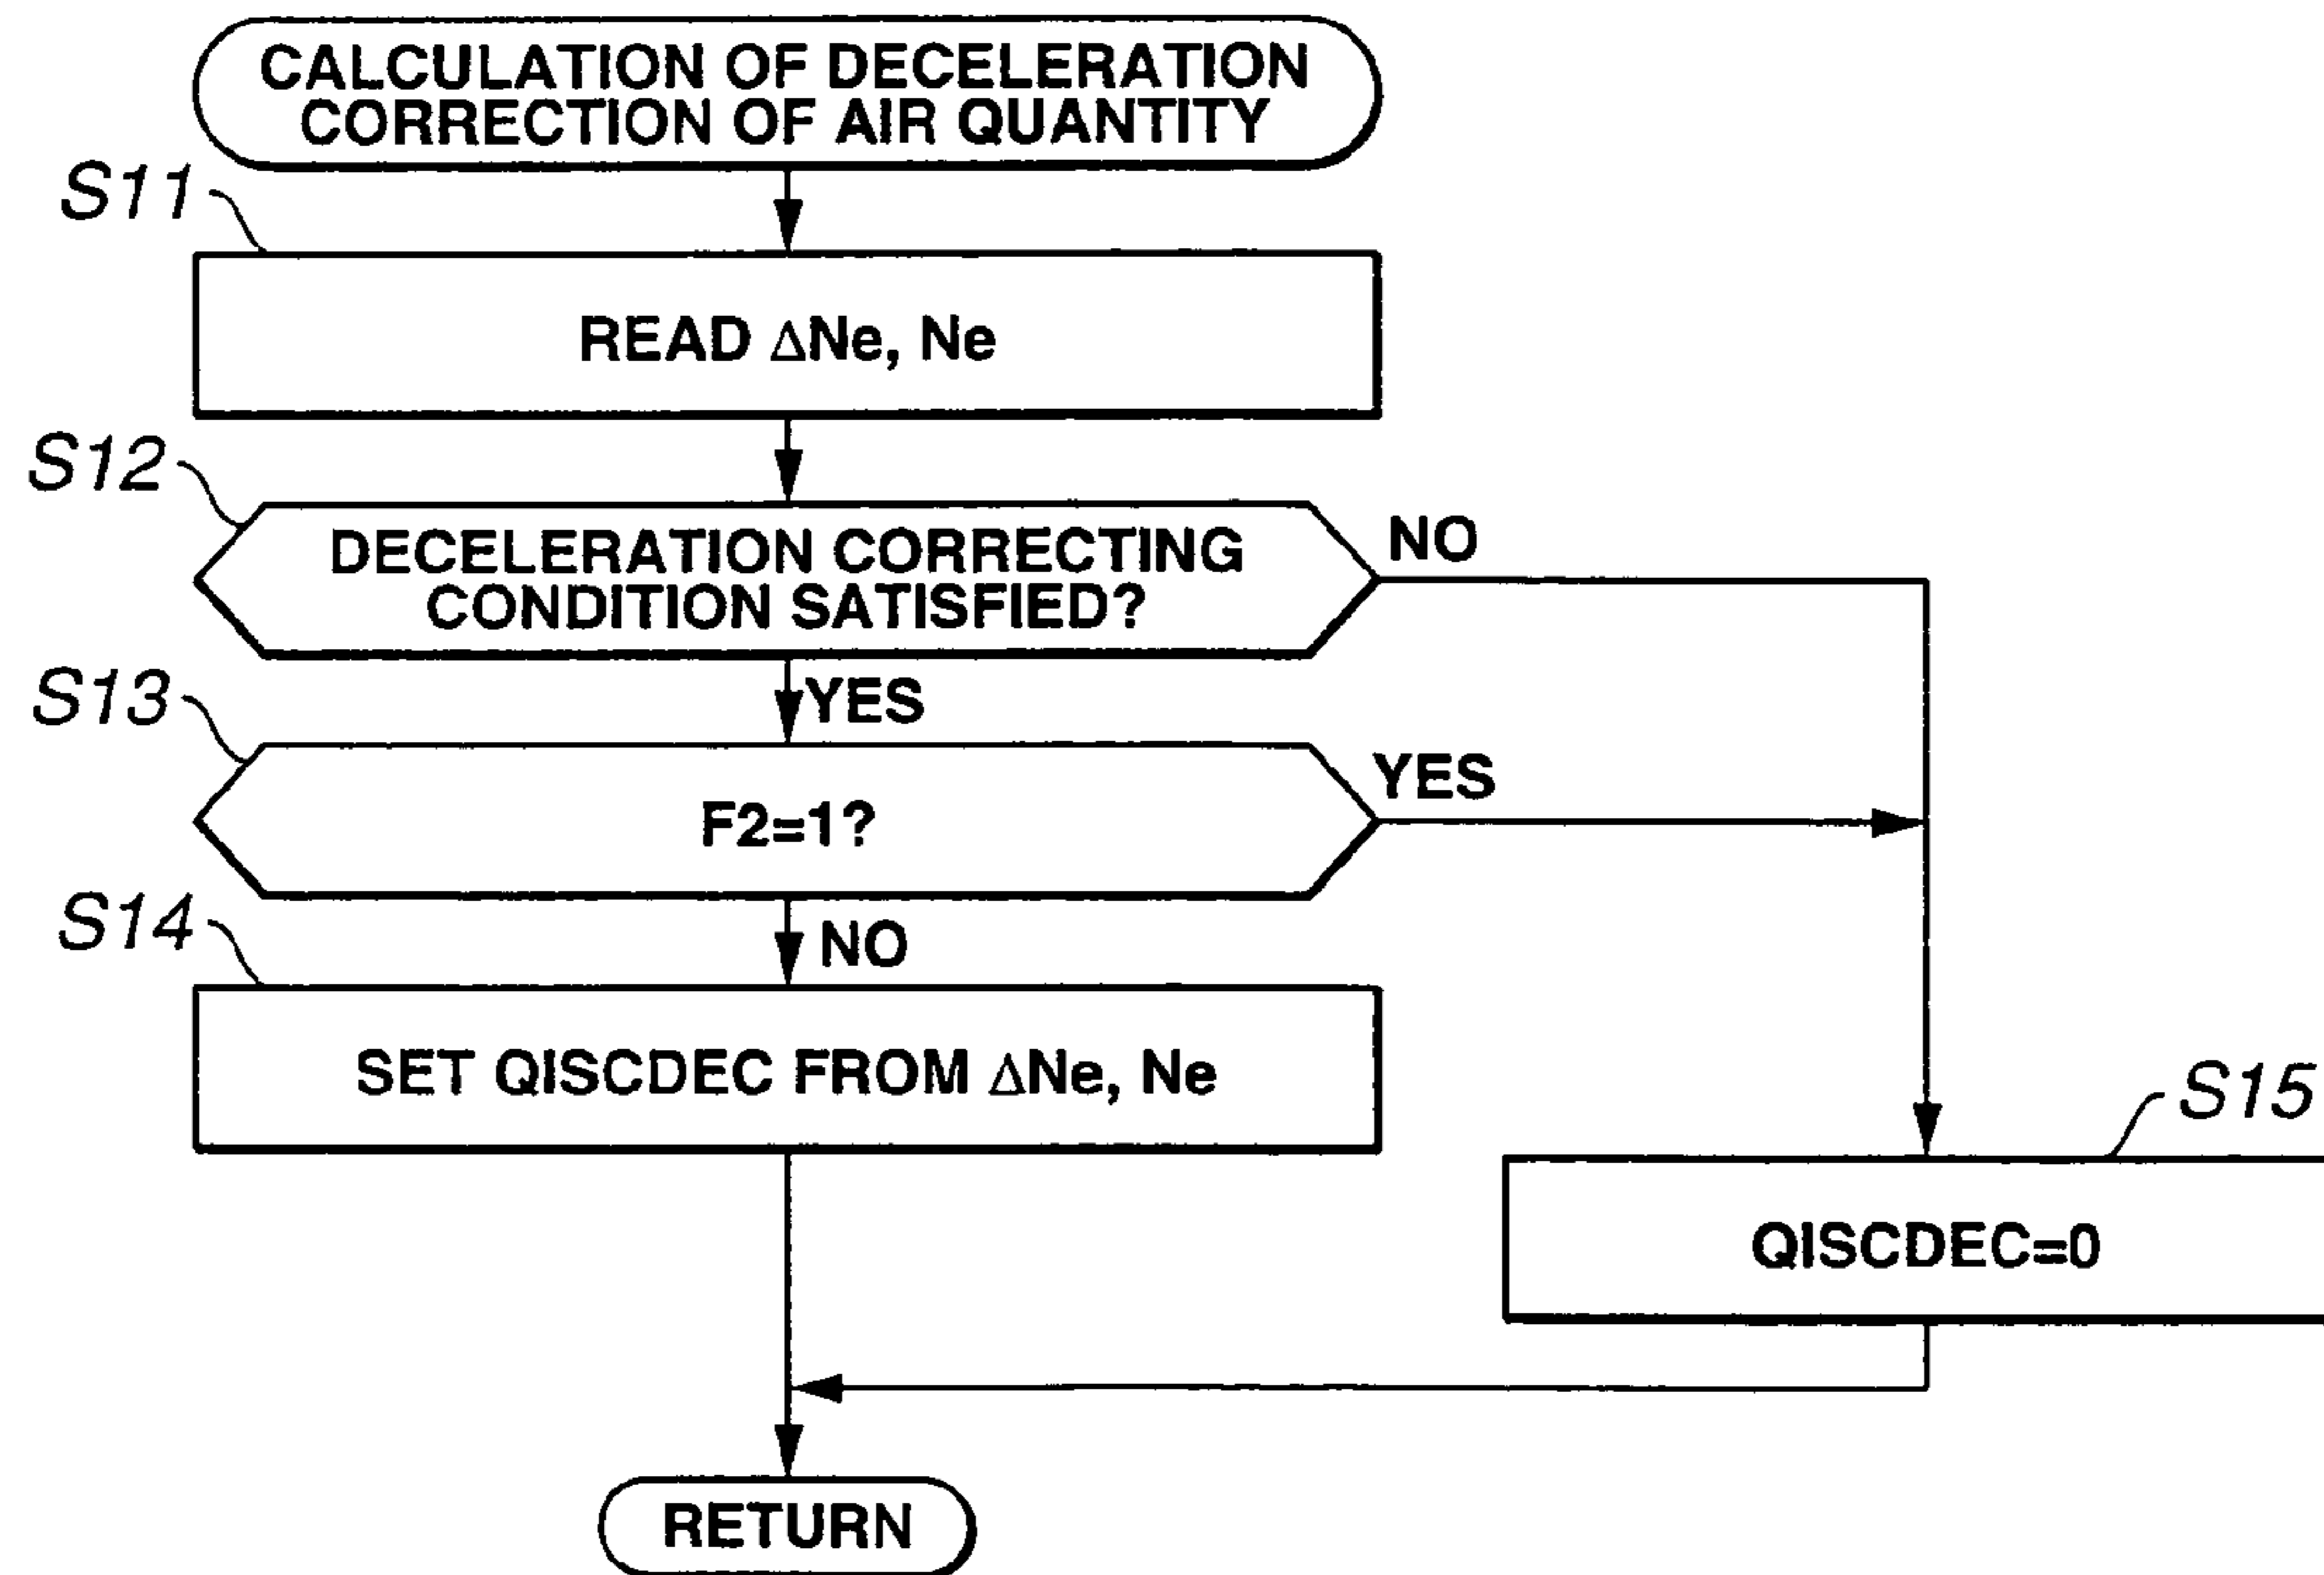 CALCULATION OF DECELERATION
CORRECTION OF AIR QUANTITY
S11
READ ΔNe, Ne
S12
DECELERATION CORRECTING
CONDITION SATISFIED?
NO
YES
S13
F2=1?
YES
NO
S14
SET QISCDEC FROM ΔNe, Ne
S15
QISCDEC=0
RETURN